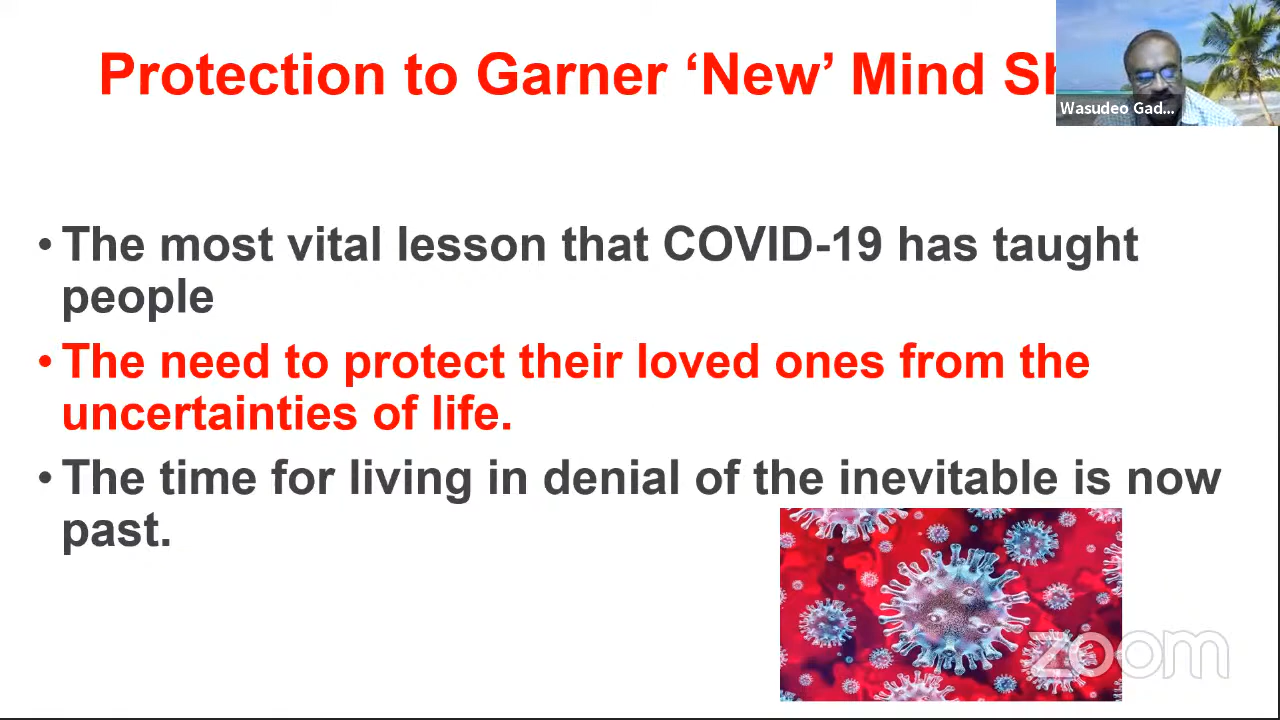 Protection to Garner ‘New’ Mind
Wasudeo Gad...
• The most vital lesson that COVID-19 has taught
people
• The need to protect their loved ones from the
uncertainties of life.
• The time for living in denial of the inevitable is now
past.
zoom